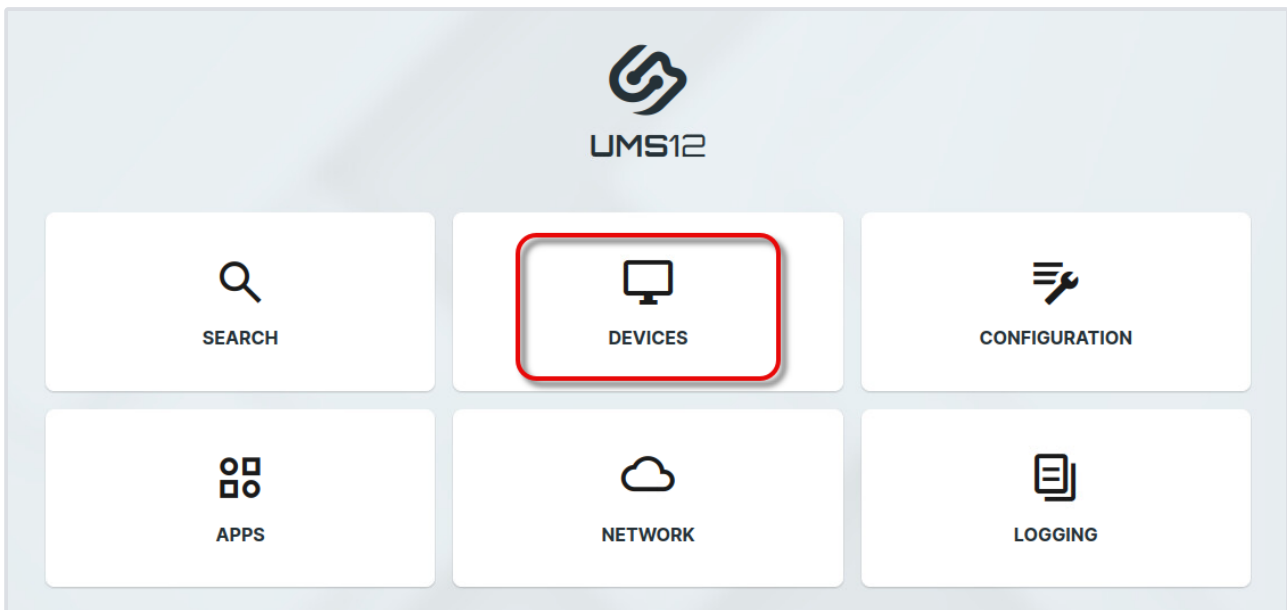 UMS12
SEARCH
DEVICES
CONFIGURATION
APPS
NETWORK
LOGGING